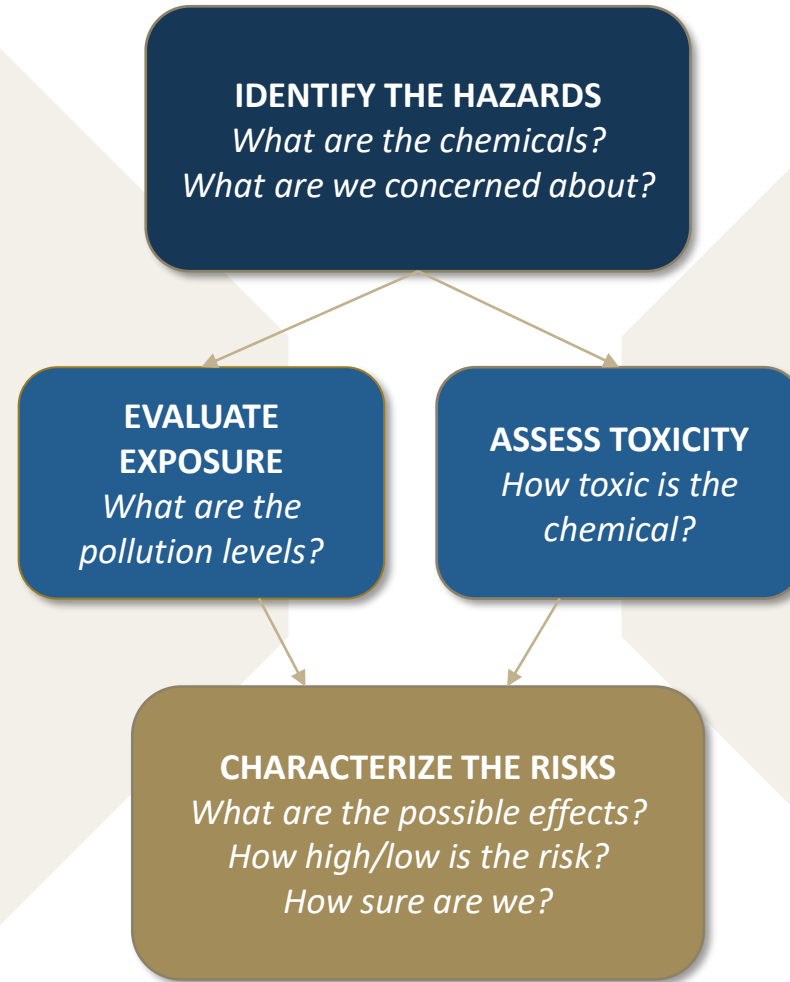 IDENTIFY THE HAZARDS
What are the chemicals?
What are we concerned about?
EVALUATE
EXPOSURE
What are the
pollution levels?
ASSESS TOXICITY
How toxic is the
chemical?
CHARACTERIZE THE RISKS
What are the possible effects?
How high/low is the risk?
How sure are we?